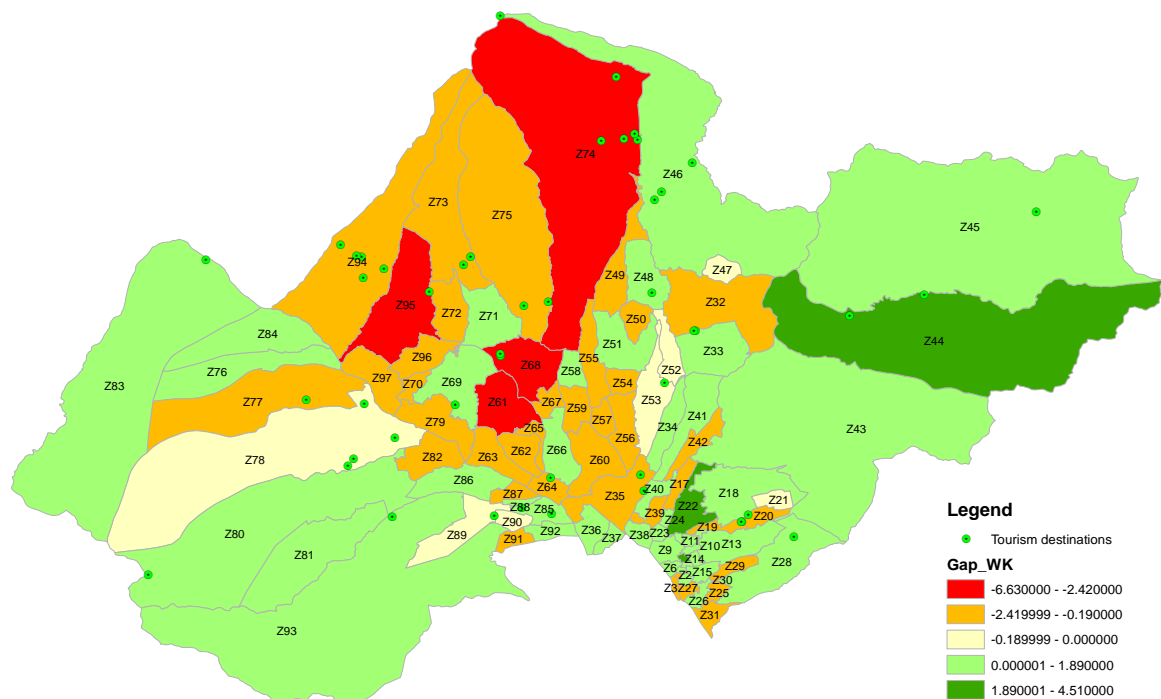 Z74
Z46
Z73
Z75
Z45
Z94
Z47
Z49
Z48
Z95
Z32
Z72
Z71
Z50
Z84
Z51
Z33
Z44
Z96
Z55
Z68
Z58
Z52
Z76
Z83
Z97
Z70
Z69
Z54
Z77
Z61
Z67
Z59
Z53
Z79
Z57
Z41
Z65
Z34
Z43
Z56
Z42
Z78
Z82
Z63
Z62
Z66
Z60
Z86
Z64
Z17
Z87
Z35
Z40
Z18
Z22
Z21
Z88
Z85
Z39
Z24
Z20
Z90
Z19
Z80
Z89
Z91
Z92
Z36
Z37
Z38
Z23
Z11
Z10
Z13
Z81
Z9
Z14
Z28
Z6
Z2
Z15
Z29
Z30
Z3
Z27
Z25
Z26
Z31
Z93
Legend
Tourism destinations
Gap_WK
-6.630000 - -2.420000
-2.419999 - -0.190000
-0.189999 - 0.000000
0.000001 - 1.890000
1.890001 - 4.510000